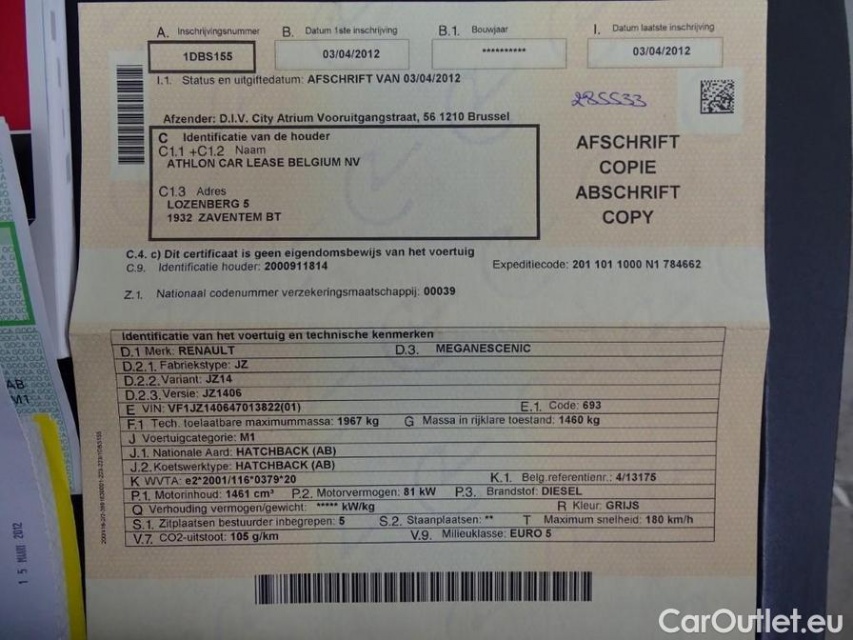 A. Inschrijvingsnummer B. Datum 1ste inschrijving B.1. Bouwjaar I. Datum laatste inschrijving
1DBS155 03/04/2012 ********** 03/04/2012
I.1. Status en uitgiftedatum: AFSCHRIFT VAN 03/04/2012
285533
Afzender: D.I.V. City Atrium Vooruitgangstraat, 56 1210 Brussel
C Identificatie van de houder
C1.1 +C1.2 Naam
ATHLON CAR LEASE BELGIUM NV
C1.3 Adres
LOZENBERG 5
1932 ZAVENTEM BT
AFSCHRIFT
COPIE
ABSCHRIFT
COPY
C.4. c) Dit certificaat is geen eigendomsbewijs van het voertuig
C.9. Identificatie houder: 2000911814 Expeditiecode: 201 101 1000 N1 784662
Z.1. Nationaal codenummer verzekeringsmaatschappij: 00039
Identificatie van het voertuig en technische kenmerken
D.1 Merk. RENAULT D.3. MEGANESCENIC
D.2.1. Fabriekstype: JZ
D.2.2. Variant: JZ14
D.2.3. Versie: JZ1406
E VIN: VF1JZ140647013822(01) E.1. Code: 693
F.1 Tech. toelaatbare maximummassa: 1967 kg G Massa in rijklare toestand: 1460 kg
J Voertuigcategorie: M1
J.1. Nationale Aard: HATCHBACK (AB)
J.2. Koetswerktype: HATCHBACK (AB)
K WVTA: e2*2001/116*0379*20 K.1. Belg.referentienr.: 4/13175
P.1. Motorinhoud: 1461 cm³ P.2. Motorvermogen: 81 kW P.3. Brandstof: DIESEL
Q Verhouding vermogen/gewicht: ***** kW/kg R Kleur: GRIJS
S.1. Zitplaatsen bestuurder inbegrepen: 5 S.2. Staanplaatsen: ** T Maximum snelheid: 180 km/h
V.7. CO2-uitstoot: 105 g/km V.9. Milieuklasse: EURO 5
AB
M1
15 MAI 2012
CarOutlet.eu